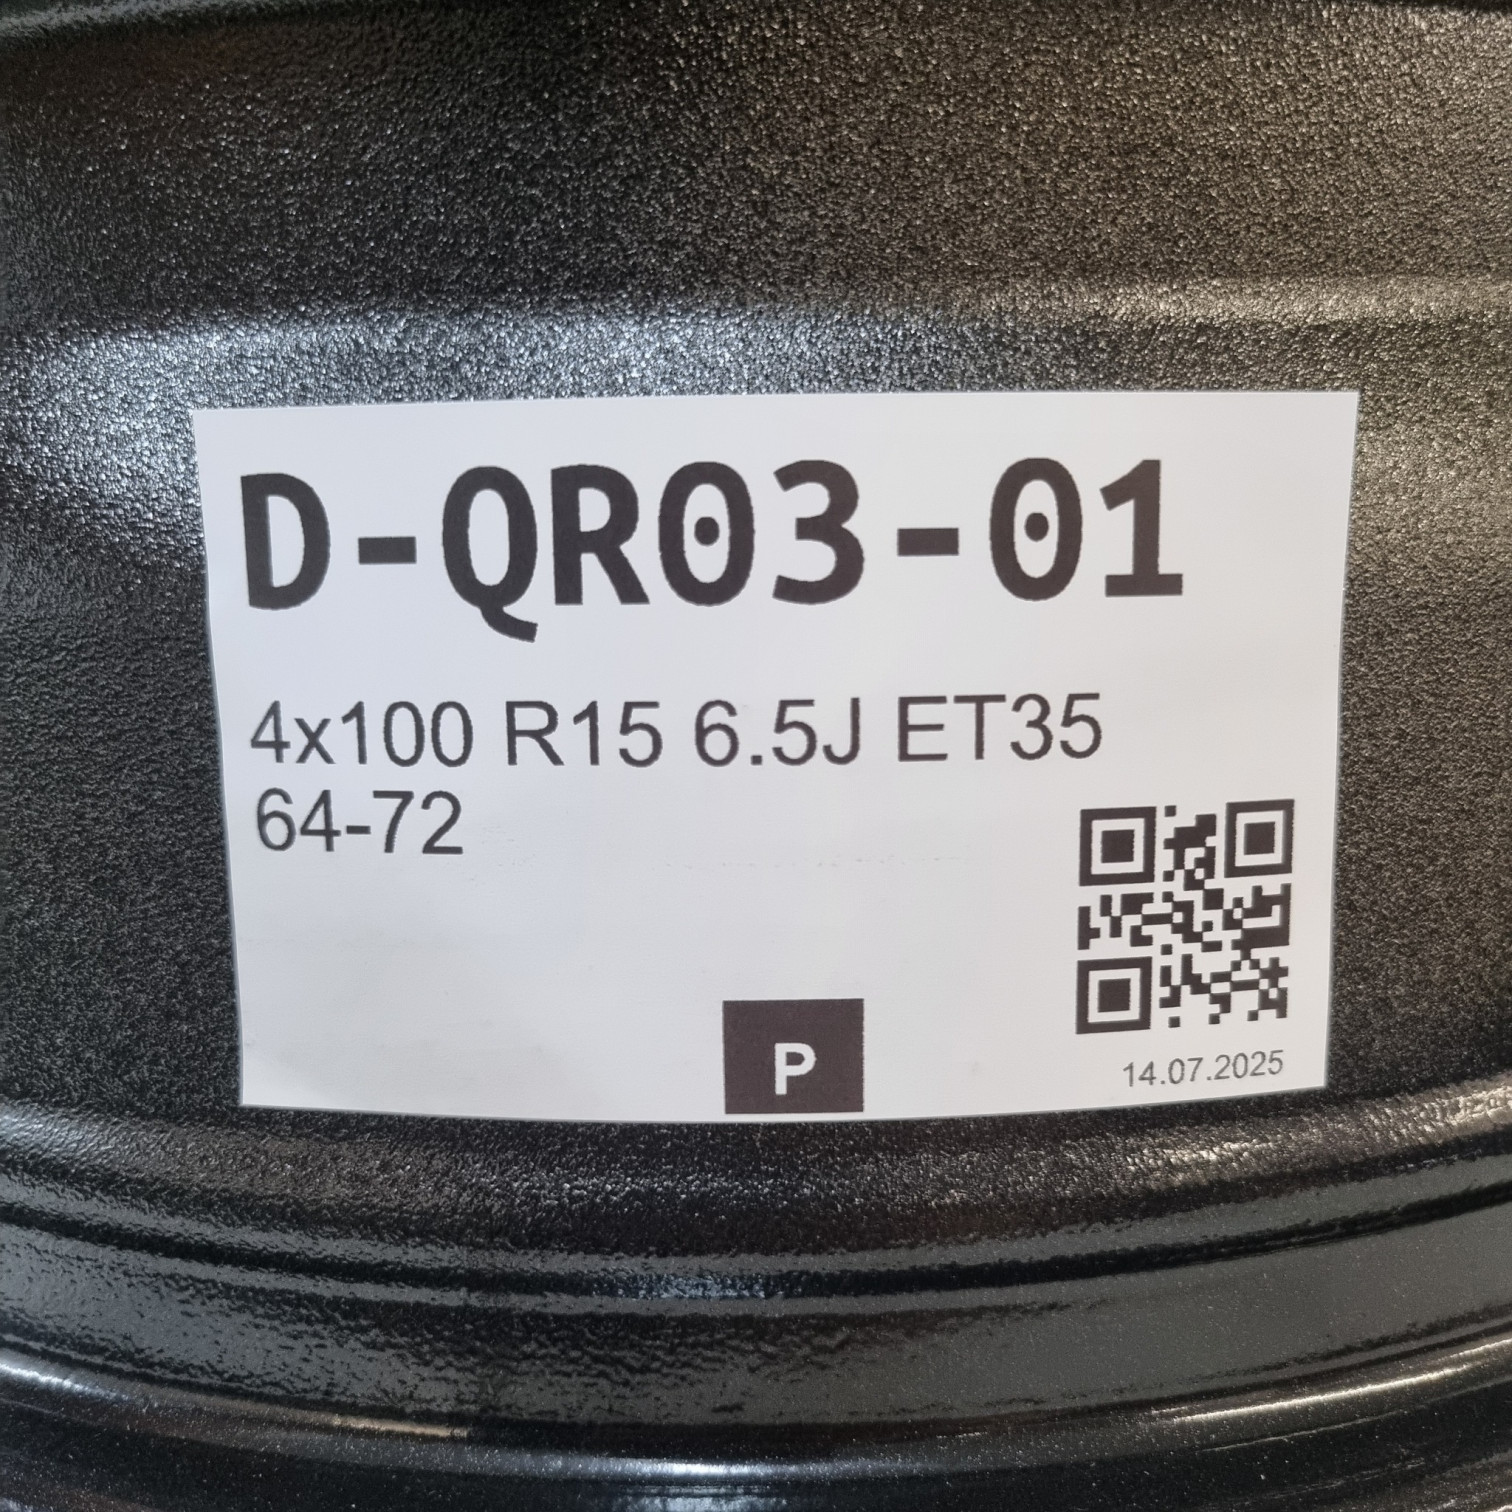 D-QR03-01
4x100 R15 6.5J ET35
64-72
P
14.07.2025